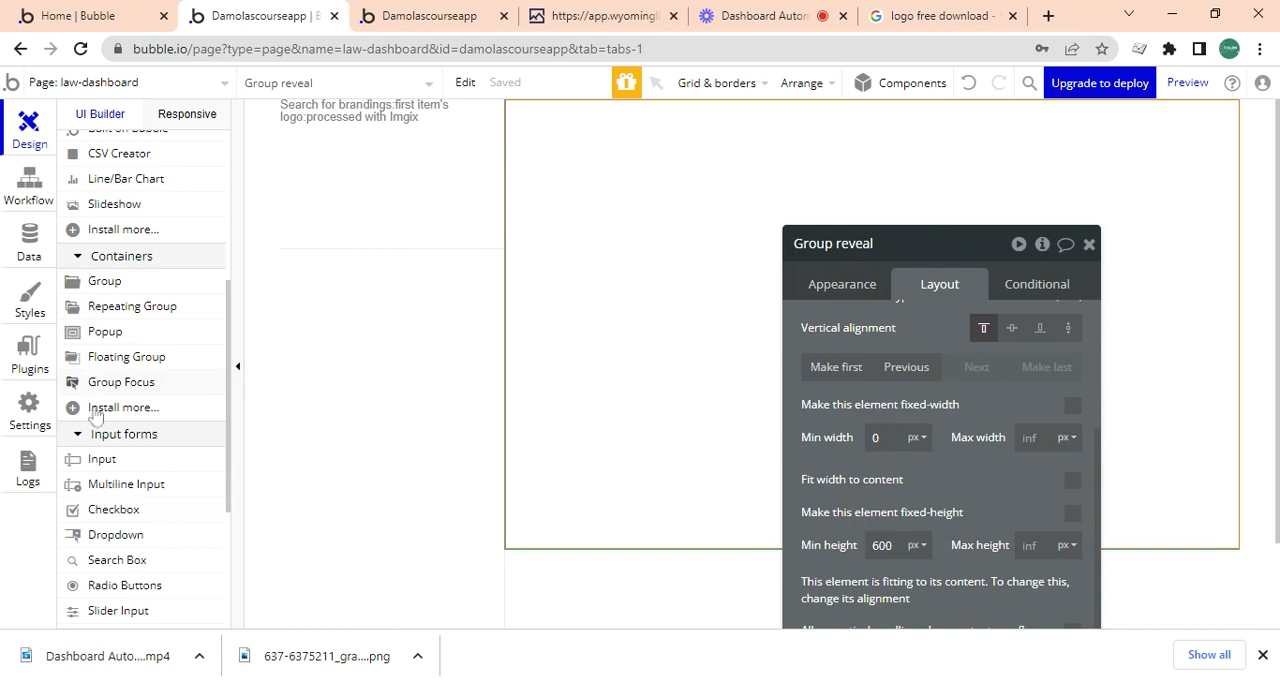 Home | Bubble
Damolascourseapp | B
Damolascourseapp
https://app.wyomingl
Dashboard Autom
logo free download -
bubble.io/page?type=page&name=law-dashboard&id=damolascourseapp&tab=tabs-1
Page: law-dashboard
Group reveal
Edit
Saved
Grid & borders
Arrange
Components
Upgrade to deploy
Preview
Design
Workflow
Data
Styles
Plugins
Settings
Logs
UI Builder
Responsive
Built on Bubble
CSV Creator
Line/Bar Chart
Slideshow
Install more...
Containers
Group
Repeating Group
Popup
Floating Group
Group Focus
Install more...
Input forms
Input
Multiline Input
Checkbox
Dropdown
Search Box
Radio Buttons
Slider Input
Search for brandings:first item's
logo:processed with Imgix
Group reveal
Appearance
Layout
Conditional
Vertical alignment
Make first
Previous
Next
Make last
Make this element fixed-width
Min width
0
px
Max width
inf
px
Fit width to content
Make this element fixed-height
Min height
600
px
Max height
inf
px
This element is fitting to its content. To change this,
change its alignment
Dashboard Auto....mp4
637-6375211_gra....png
Show all